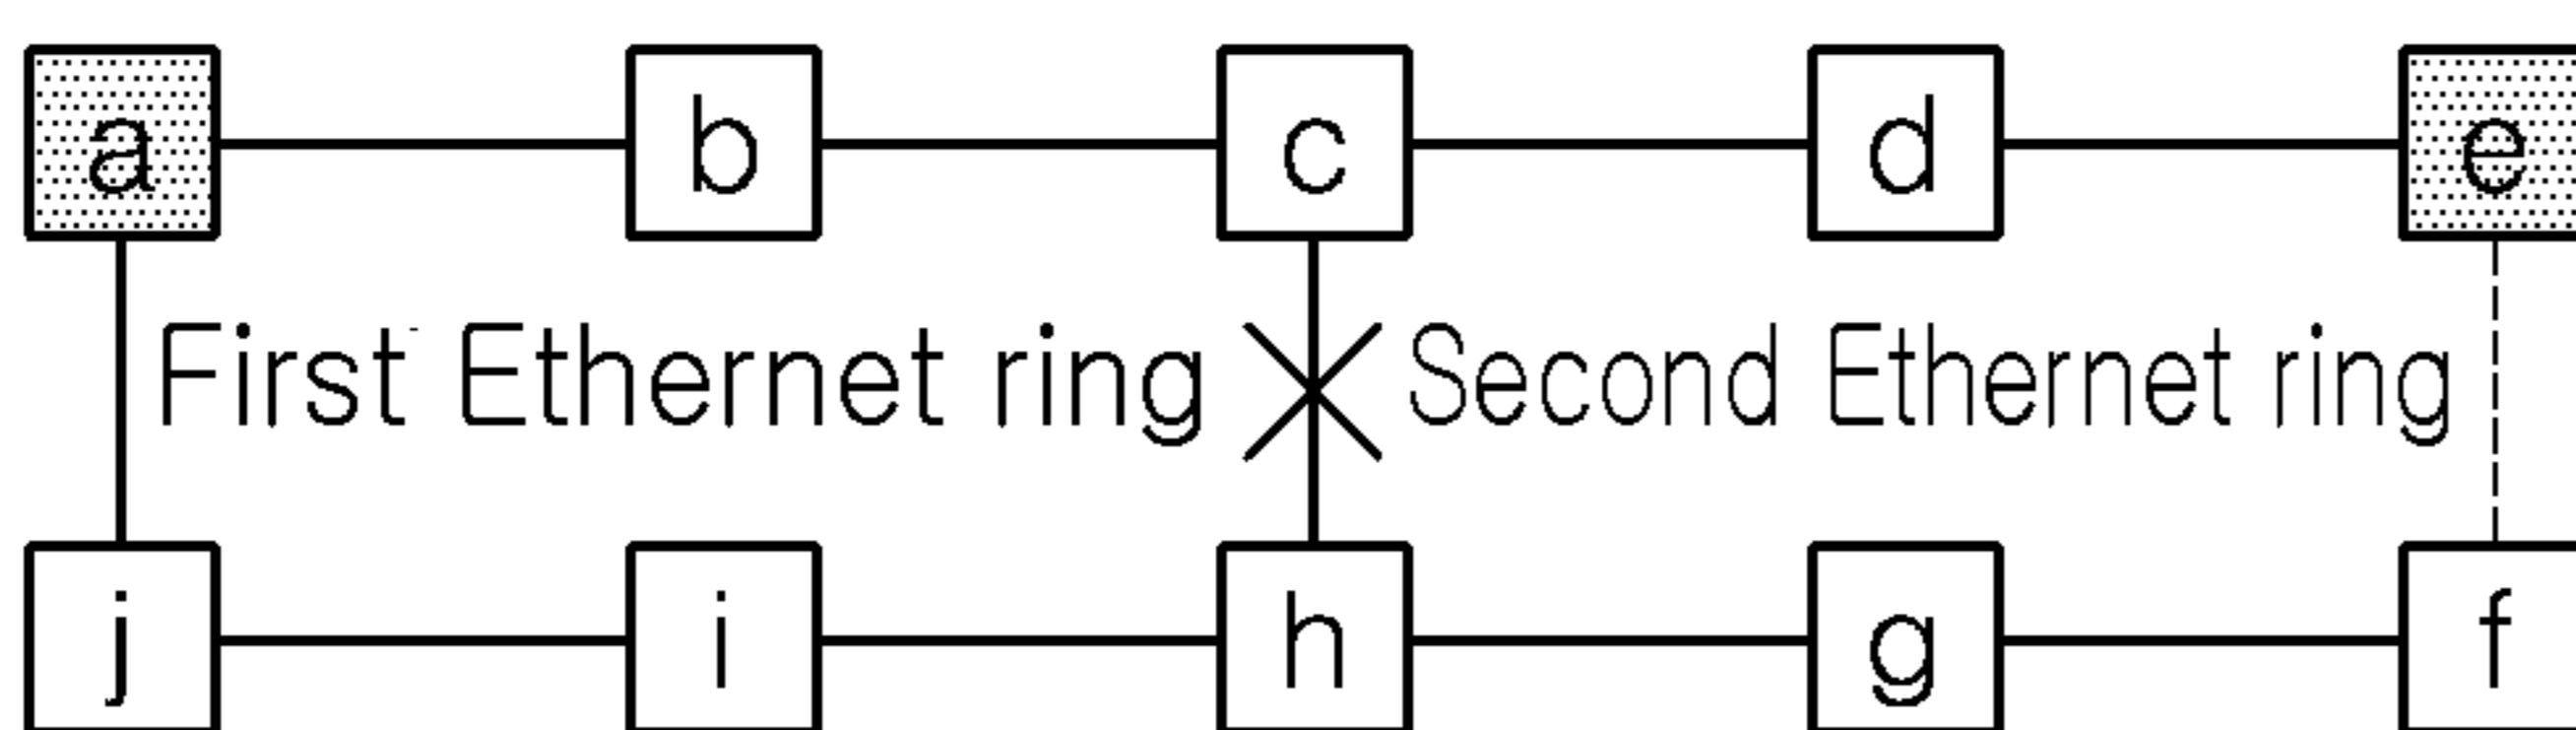 a b c d e
First Ethernet ring Second Ethernet ring
j i h g f